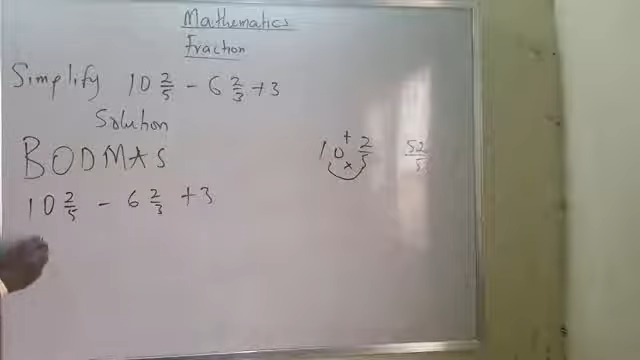 Mathematics
Fraction
Simplify 10 2/5 - 6 2/3 + 3
Solution
BODMAS
10 2/5 - 6 2/3 + 3
10 + 2/5 ×
52/5